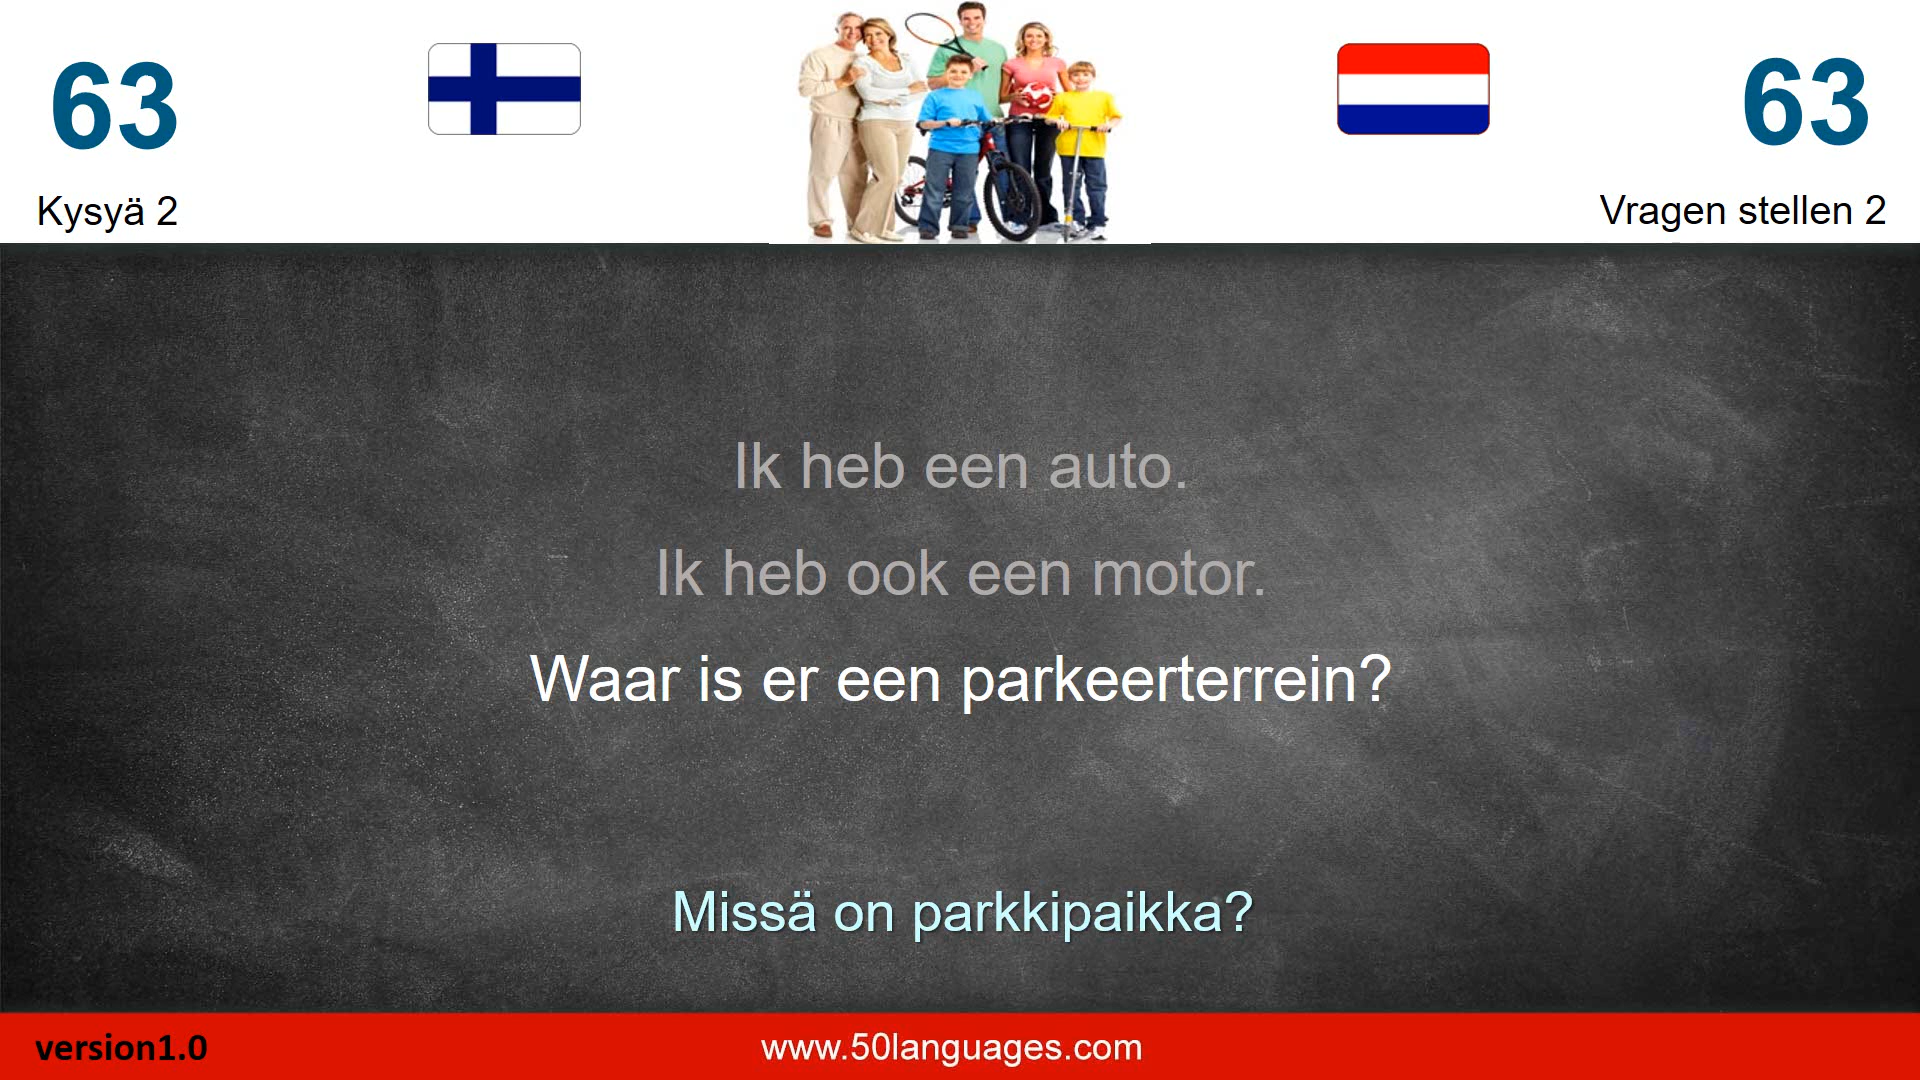 63
63
Kysyä 2
Vragen stellen 2
Ik heb een auto.
Ik heb ook een motor.
Waar is er een parkeerterrein?
Missä on parkkipaikka?
version1.0
www.50languages.com